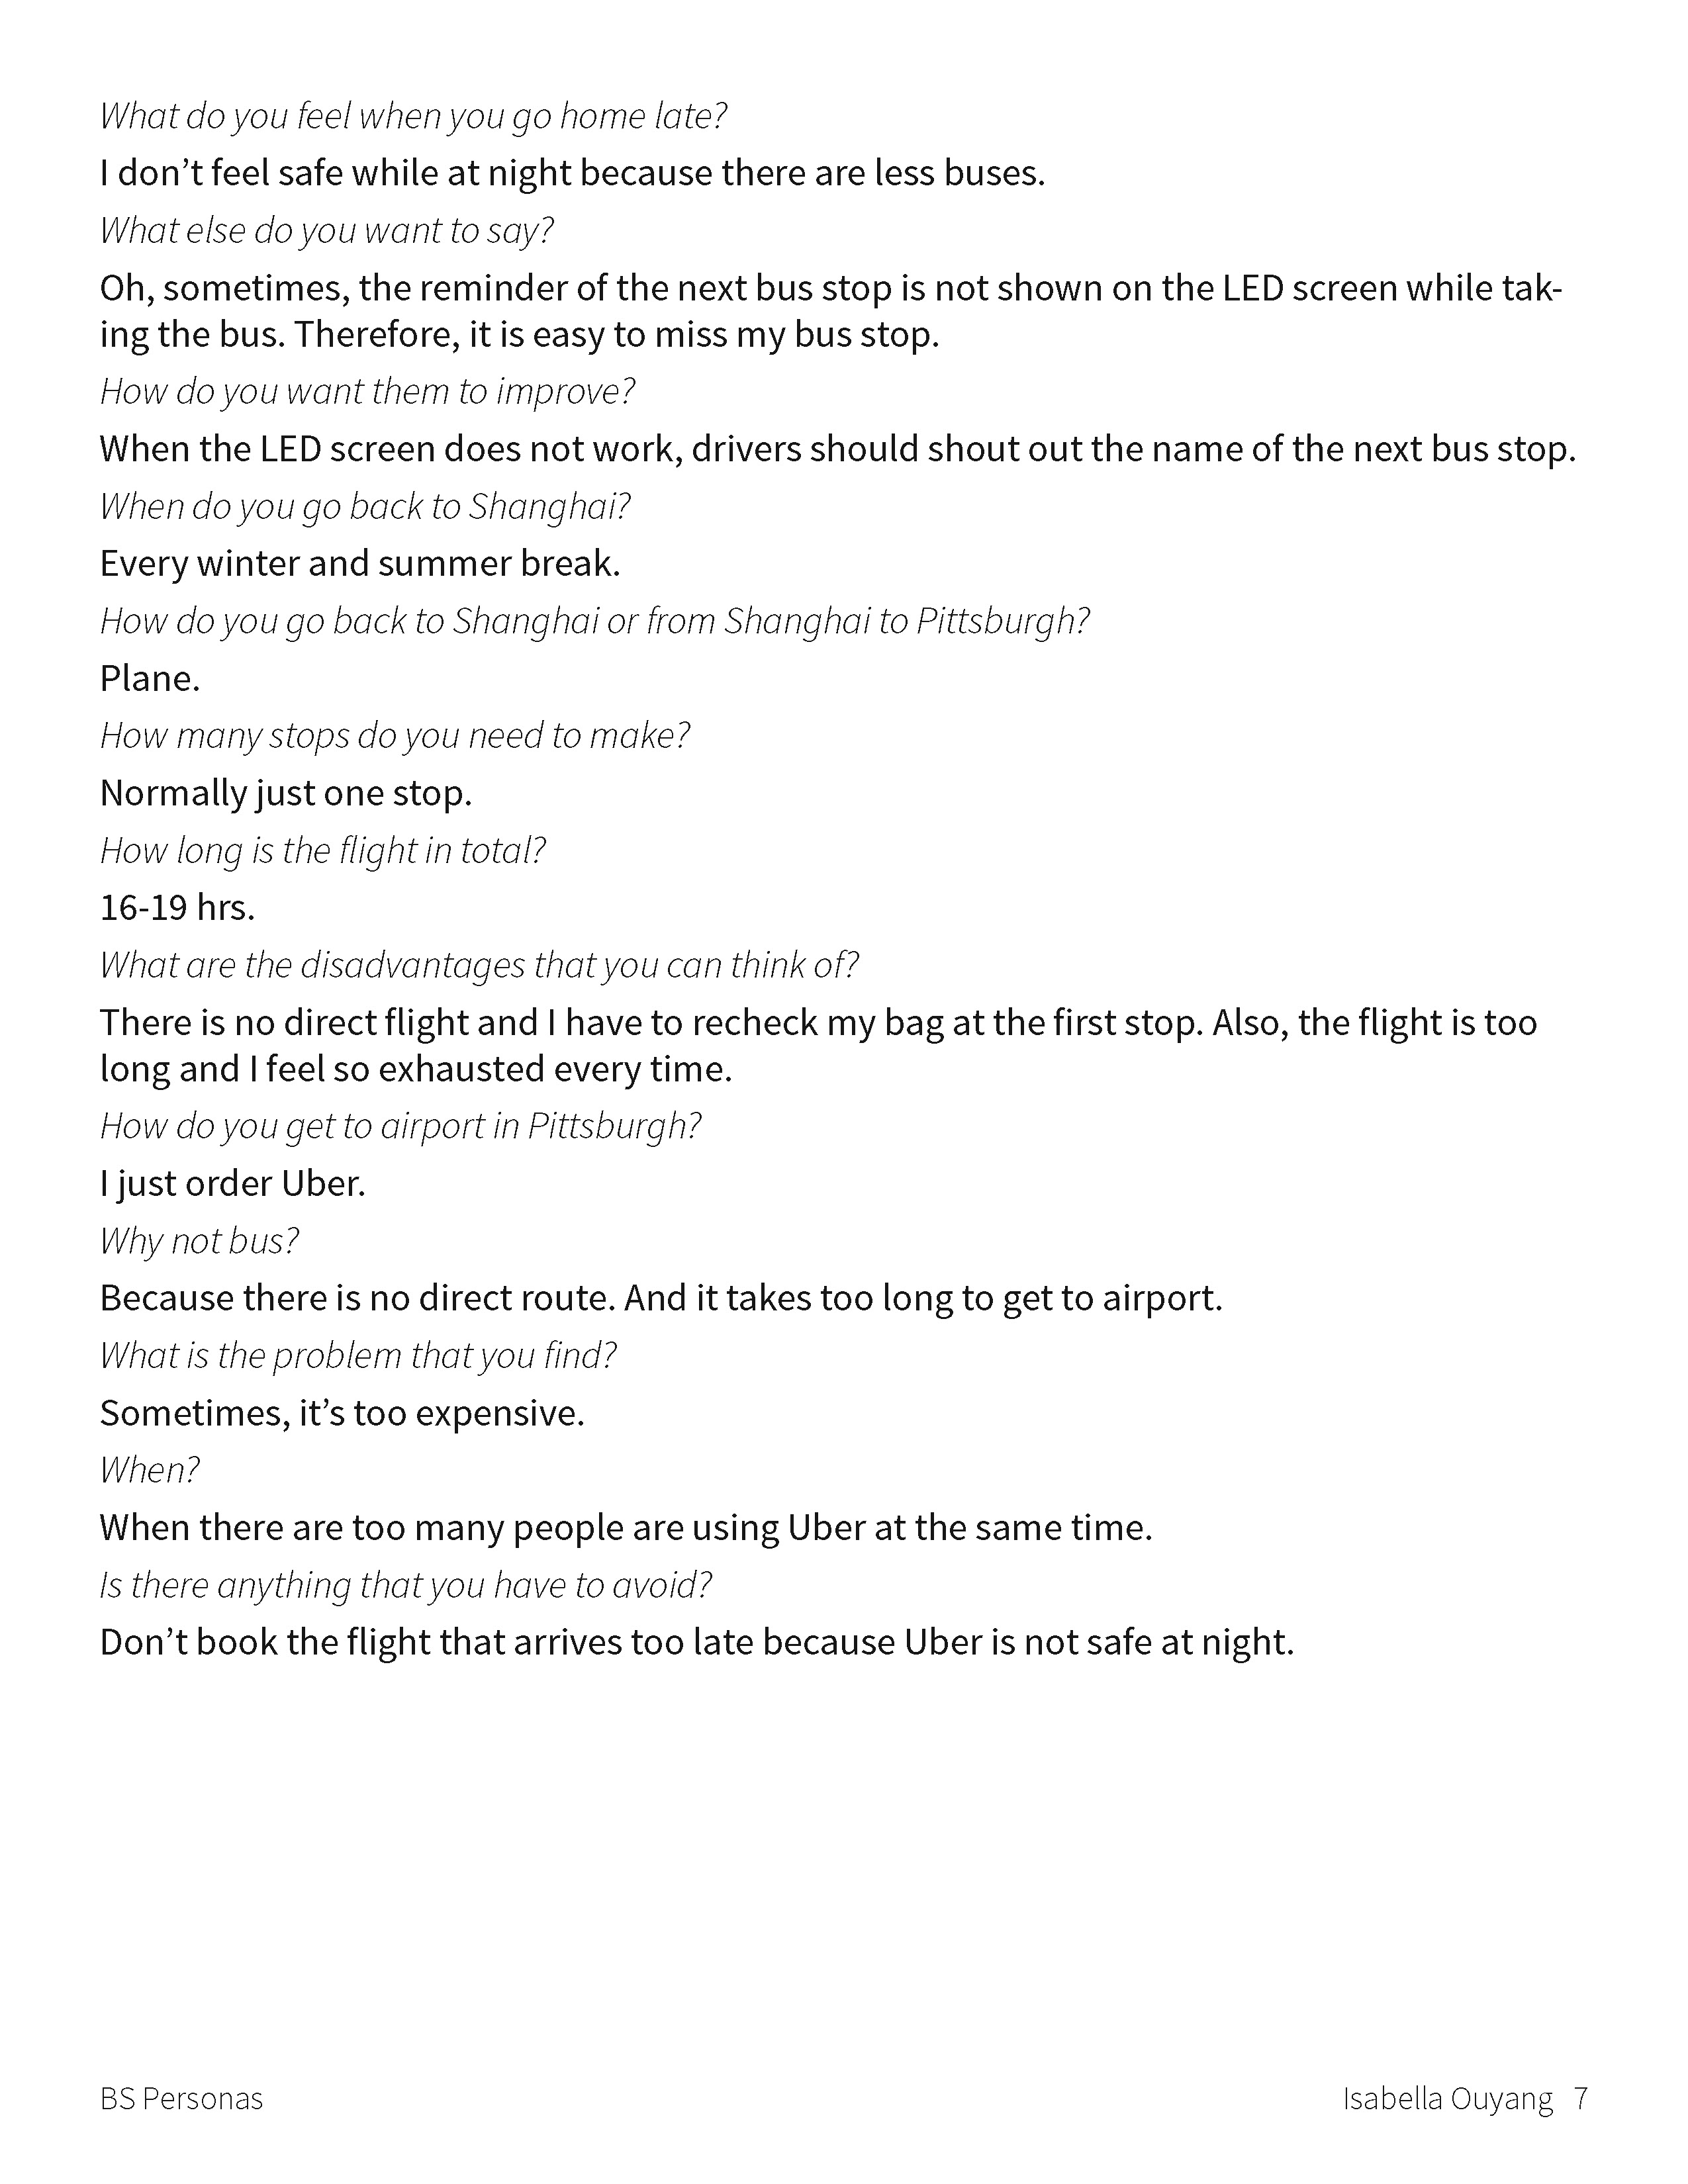 What do you feel when you go home late?
I don’t feel safe while at night because there are less buses.
What else do you want to say?
Oh, sometimes, the reminder of the next bus stop is not shown on the LED screen while tak-
ing the bus. Therefore, it is easy to miss my bus stop.
How do you want them to improve?
When the LED screen does not work, drivers should shout out the name of the next bus stop.
When do you go back to Shanghai?
Every winter and summer break.
How do you go back to Shanghai or from Shanghai to Pittsburgh?
Plane.
How many stops do you need to make?
Normally just one stop.
How long is the flight in total?
16-19 hrs.
What are the disadvantages that you can think of?
There is no direct flight and I have to recheck my bag at the first stop. Also, the flight is too
long and I feel so exhausted every time.
How do you get to airport in Pittsburgh?
I just order Uber.
Why not bus?
Because there is no direct route. And it takes too long to get to airport.
What is the problem that you find?
Sometimes, it’s too expensive.
When?
When there are too many people are using Uber at the same time.
Is there anything that you have to avoid?
Don’t book the flight that arrives too late because Uber is not safe at night.
BS Personas
Isabella Ouyang 7